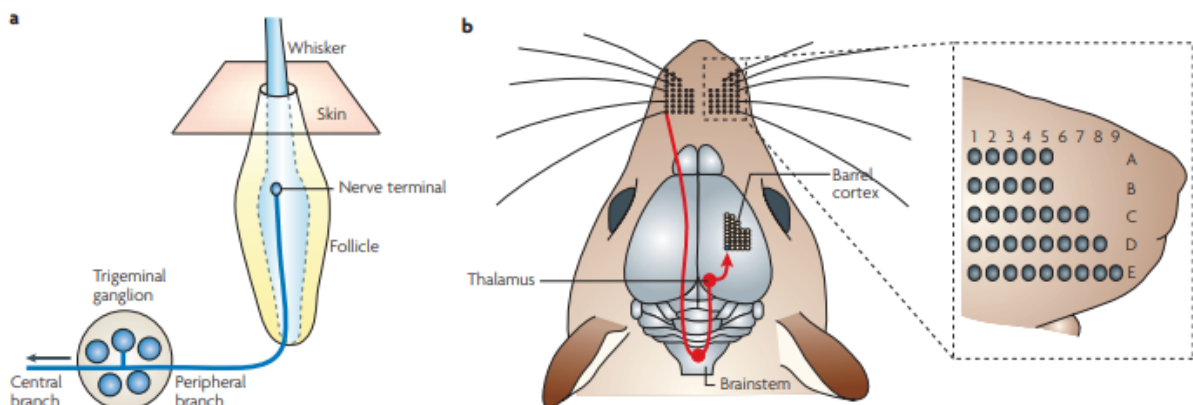 a
Whisker
Skin
Nerve terminal
Follicle
Trigeminal
ganglion
Central
branch
Peripheral
branch
b
Barrel
cortex
Thalamus
Brainstem
1 2 3 4 5 6 7 8 9
A
B
C
D
E